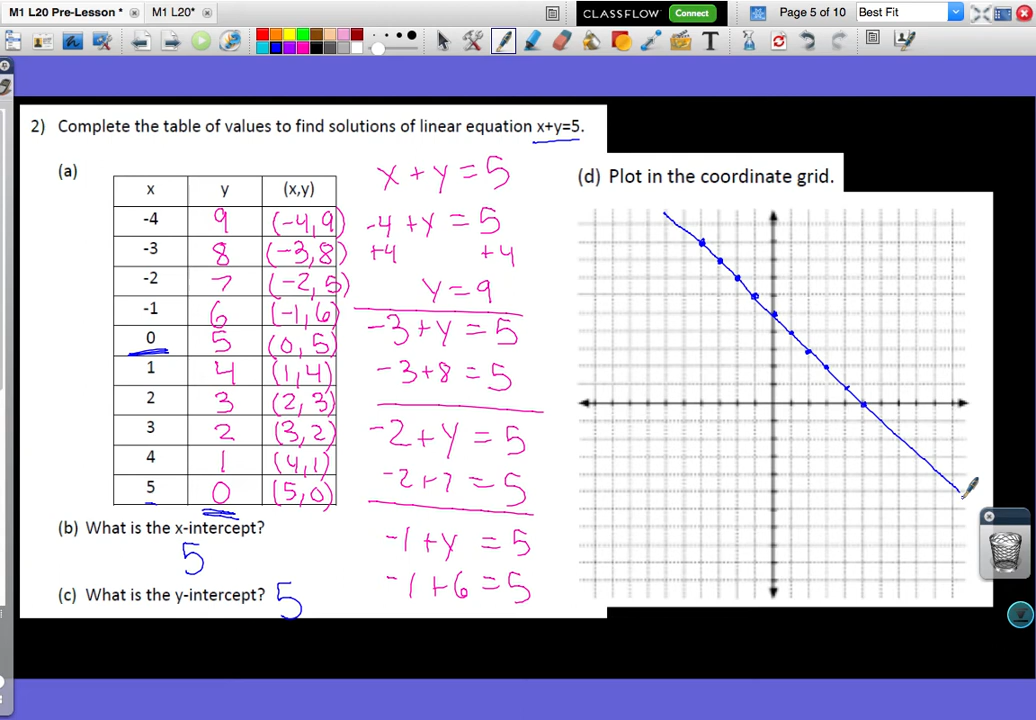 M1 L20 Pre-Lesson *
M1 L20*
CLASSFLOW Connect
Page 5 of 10
Best Fit
T
2) Complete the table of values to find solutions of linear equation x+y=5.
(a)
x y (x,y)
-4 9 (-4,9)
-3 8 (-3,8)
-2 7 (-2,5)
-1 6 (-1,6)
0 5 (0,5)
1 4 (1,4)
2 3 (2,3)
3 2 (3,2)
4 1 (4,1)
5 0 (5,0)
x+y=5
-4+y=5
+4 +4
y=9
-3+y=5
-3+8=5
-2+y=5
-2+7=5
-1+y=5
-1+6=5
(b) What is the x-intercept?
5
(c) What is the y-intercept? 5
(d) Plot in the coordinate grid.